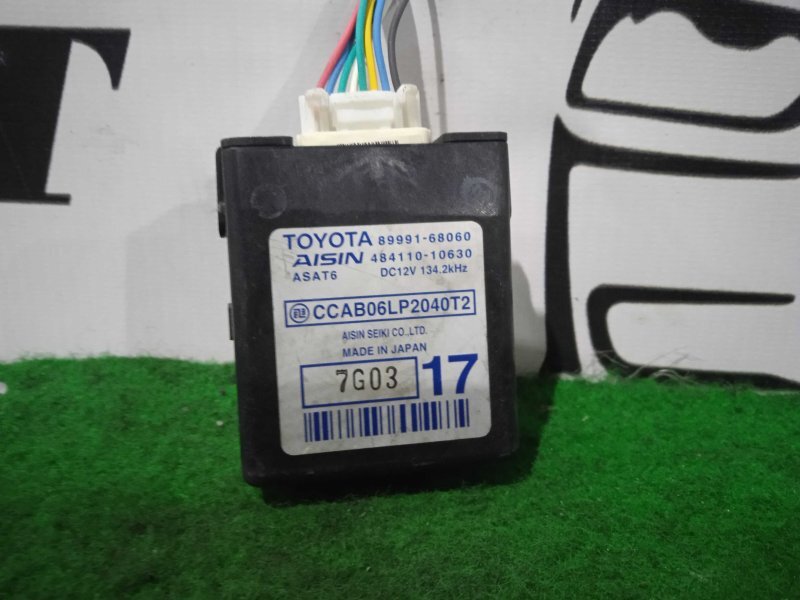 TOYOTA 89991-68060
AISIN 484110-10630
ASAT6 DC12V 134.2kHz
CCAB06LP2040T2
AISIN SEIKI CO.,LTD.
MADE IN JAPAN
7G03 17